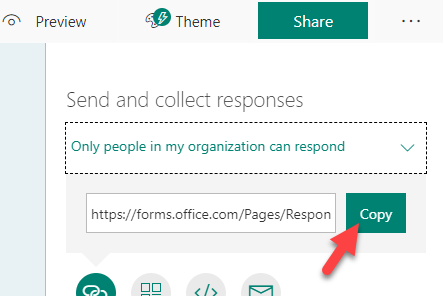 Preview Theme Share ...
Send and collect responses
Only people in my organization can respond
https://forms.office.com/Pages/Respon Copy
</>